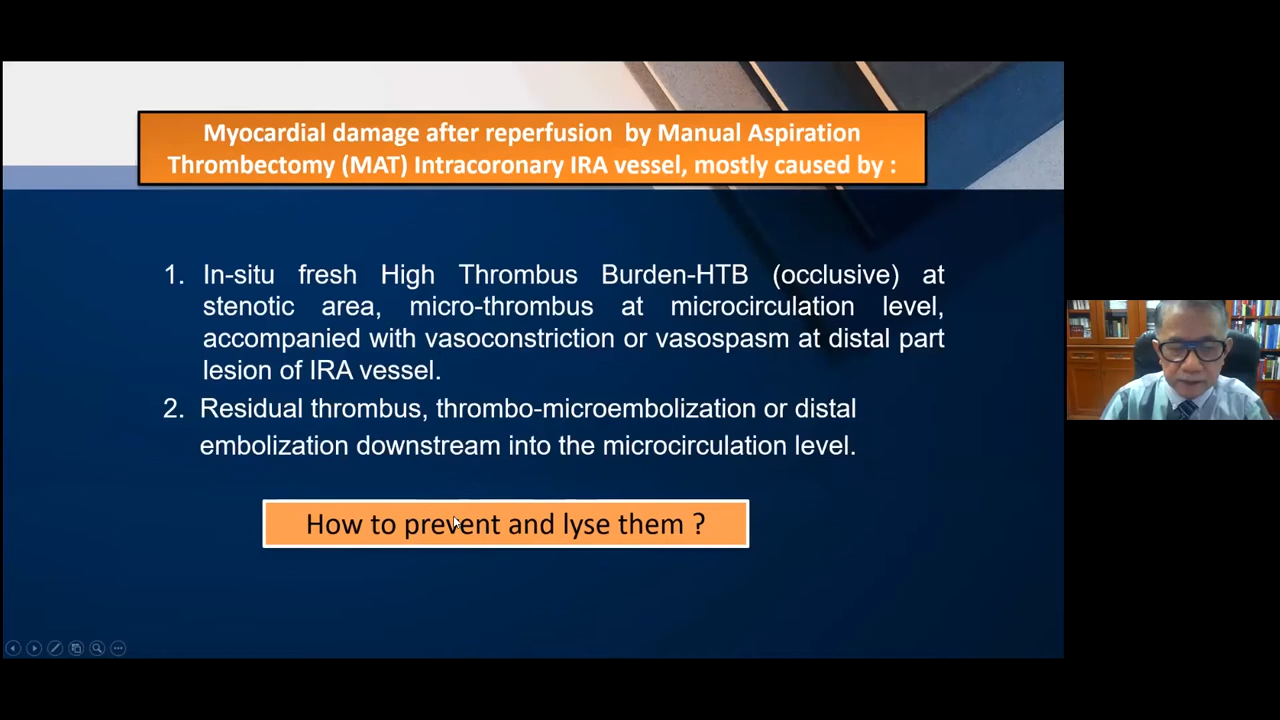 Myocardial damage after reperfusion by Manual Aspiration
Thrombectomy (MAT) Intracoronary IRA vessel, mostly caused by :
1. In-situ fresh High Thrombus Burden-HTB (occlusive) at
stenotic area, micro-thrombus at microcirculation level,
accompanied with vasoconstriction or vasospasm at distal part
lesion of IRA vessel.
2. Residual thrombus, thrombo-microembolization or distal
embolization downstream into the microcirculation level.
How to prevent and lyse them ?